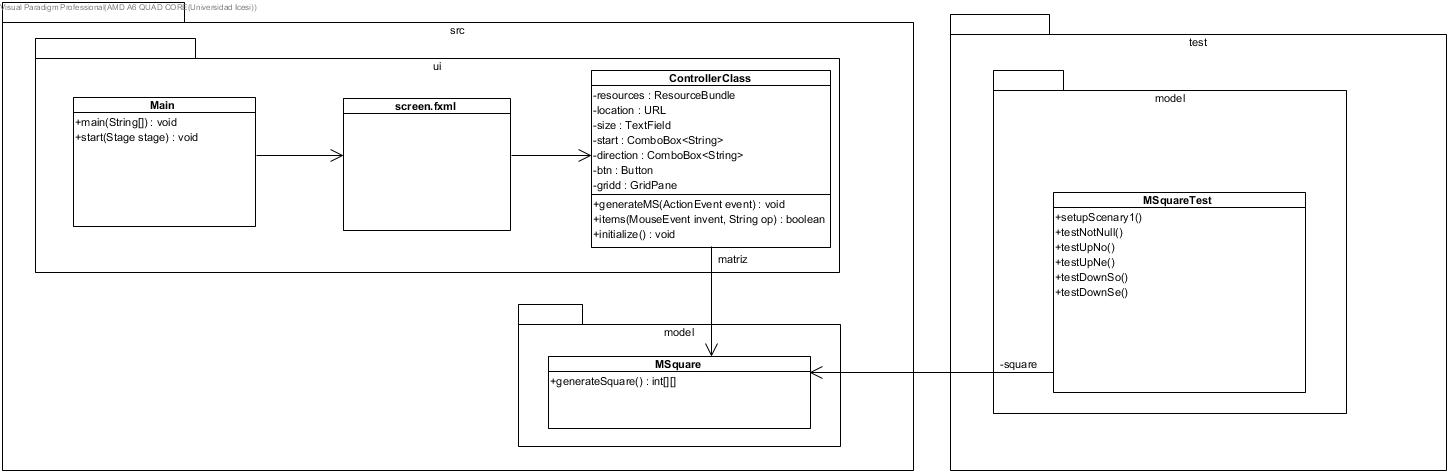 Visual Paradigm Professional(AMD A6 QUAD CORE(Universidad Icesi))
src
ui
Main
+main(String[]) : void
+start(Stage stage) : void
screen.fxml
ControllerClass
-resources : ResourceBundle
-location : URL
-size : TextField
-start : ComboBox<String>
-direction : ComboBox<String>
-btn : Button
-gridd : GridPane
+generateMS(ActionEvent event) : void
+items(MouseEvent invent, String op) : boolean
+initialize() : void
matriz
model
MSquare
+generateSquare() : int[][]
test
model
MSquareTest
+setupScenary1()
+testNotNull()
+testUpNo()
+testUpNe()
+testDownSo()
+testDownSe()
-square